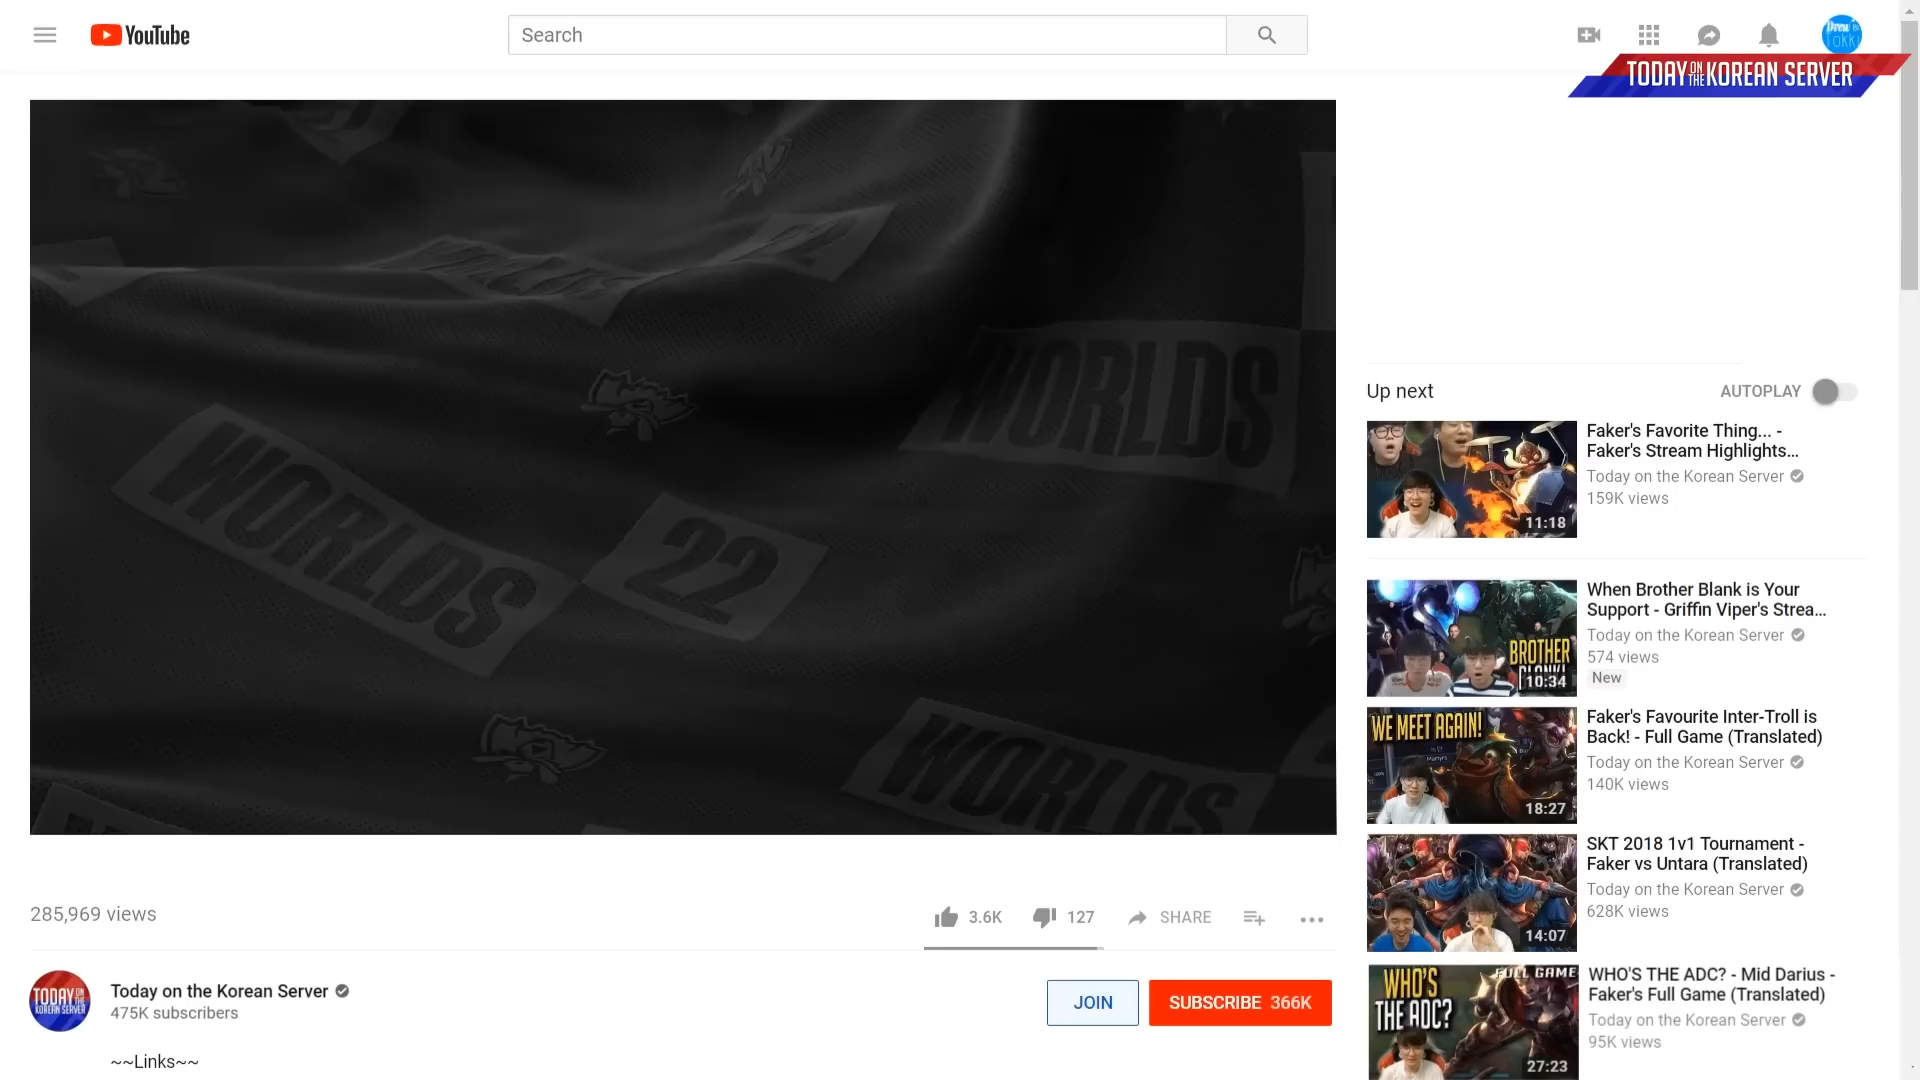 YouTube
Search
TODAY ON THE KOREAN SERVER
WORLDS
WORLDS
22
WORLDS
Up next
AUTOPLAY
Faker's Favorite Thing... -
Faker's Stream Highlights...
Today on the Korean Server
159K views
11:18
When Brother Blank is Your
Support - Griffin Viper's Strea...
Today on the Korean Server
574 views
New
BROTHER
BLANK!
10:34
WE MEET AGAIN!
Faker's Favourite Inter-Troll is
Back! - Full Game (Translated)
Today on the Korean Server
140K views
18:27
SKT 2018 1v1 Tournament -
Faker vs Untara (Translated)
Today on the Korean Server
628K views
14:07
WHO'S
THE ADC?
FULL GAME
WHO'S THE ADC? - Mid Darius -
Faker's Full Game (Translated)
Today on the Korean Server
95K views
27:23
285,969 views
3.6K
127
SHARE
TODAY ON THE
KOREAN SERVER
Today on the Korean Server
475K subscribers
JOIN
SUBSCRIBE 366K
~~Links~~